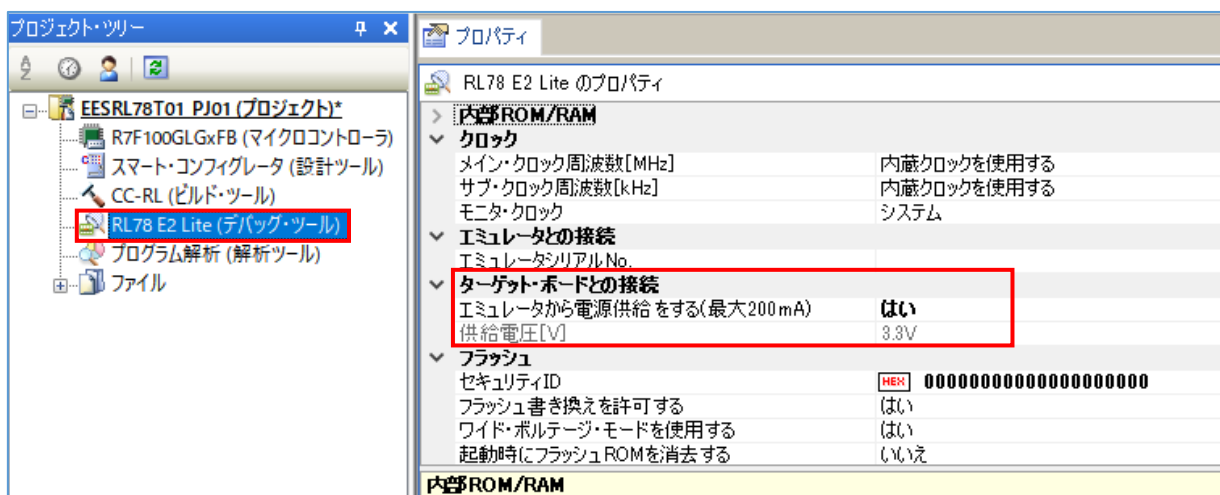 プロジェクト・ツリー
EESRL78T01_PJ01 (プロジェクト)*
R7F100GLGxFB (マイクロコントローラ)
スマート・コンフィグレータ (設計ツール)
CC-RL (ビルド・ツール)
RL78 E2 Lite (デバッグ・ツール)
プログラム解析 (解析ツール)
ファイル
プロパティ
RL78 E2 Lite のプロパティ
内部ROM/RAM
クロック
メイン・クロック周波数[MHz] 内蔵クロックを使用する
サブ・クロック周波数[kHz] 内蔵クロックを使用する
モニタ・クロック システム
エミュレータとの接続
エミュレータシリアルNo.
ターゲット・ボードとの接続
エミュレータから電源供給をする(最大200mA) はい
供給電圧[V] 3.3V
フラッシュ
セキュリティID HEX 00000000000000000000
フラッシュ書き換えを許可する はい
ワイド・ボルテージ・モードを使用する はい
起動時にフラッシュROMを消去する いいえ
内部ROM/RAM